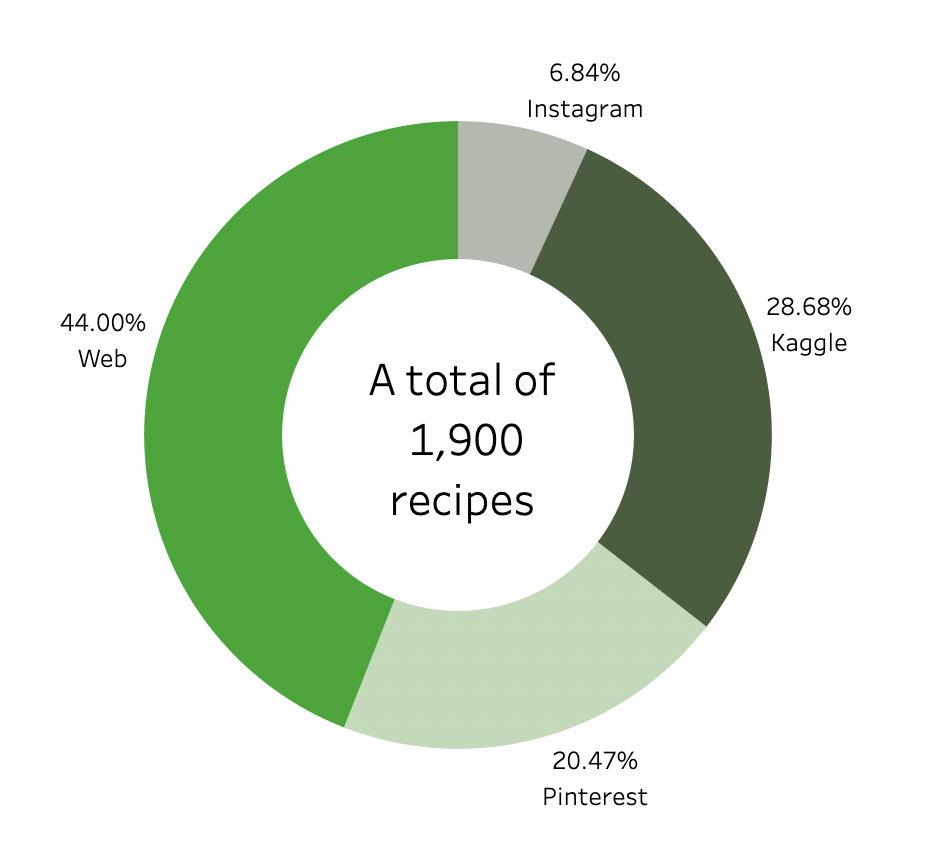 6.84%
Instagram
28.68%
Kaggle
44.00%
Web
A total of
1,900
recipes
20.47%
Pinterest